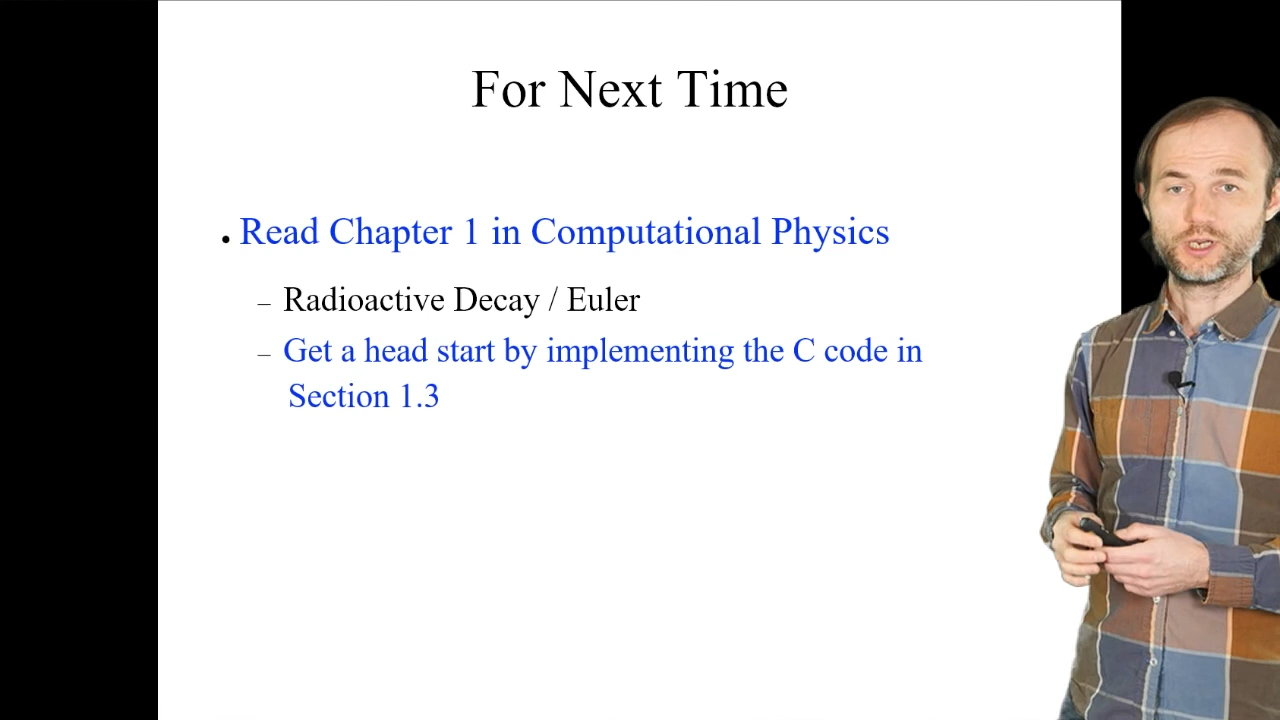 For Next Time
• Read Chapter 1 in Computational Physics
– Radioactive Decay / Euler
– Get a head start by implementing the C code in
Section 1.3